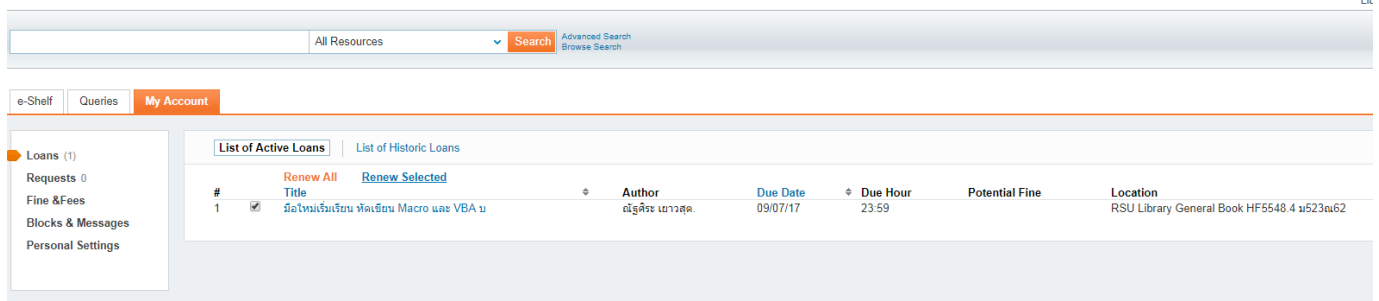 All Resources
Search
Advanced Search
Browse Search
e-Shelf
Queries
My Account
Loans (1)
Requests 0
Fine &Fees
Blocks & Messages
Personal Settings
List of Active Loans
List of Historic Loans
Renew All Renew Selected
# Title Author Due Date Due Hour Potential Fine Location
1 มือใหม่เริ่มเรียน หัดเขียน Macro และ VBA บ ณัฐศิระ เยาวสุต. 09/07/17 23:59 RSU Library General Book HF5548.4 ม523ณ62